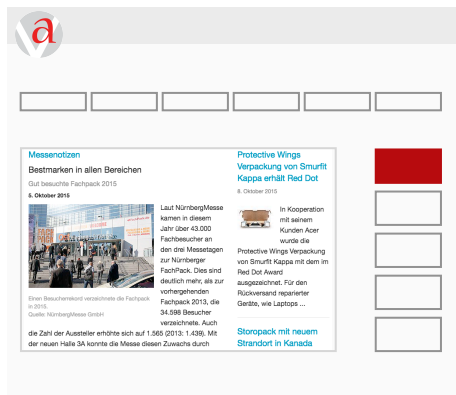 a
Messenotizen
Bestmarken in allen Bereichen
Gut besuchte Fachpack 2015
5. Oktober 2015
Laut NürnbergMesse
kamen in diesem
Jahr über 43.000
Fachbesucher an
den drei Messetagen
zur Nürnberger
FachPack. Dies sind
deutlich mehr, als zur
vorhergehenden
Fachpack 2013, die
34.598 Besucher
verzeichnete. Auch
Einen Besucherrekord verzeichnete die Fachpack
in 2015.
Quelle: NürnbergMesse GmbH
die Zahl der Aussteller erhöhte sich auf 1.565 (2013: 1.439). Mit
der neuen Halle 3A konnte die Messe diesen Zuwachs durch
Protective Wings
Verpackung von Smurfit
Kappa erhält Red Dot
8. Oktober 2015
In Kooperation
mit seinem
Kunden Acer
wurde die
Protective Wings Verpackung
von Smurfit Kappa mit dem im
Red Dot Award
ausgezeichnet. Für den
Rückversand reparierter
Geräte, wie Laptops ...
Storopack mit neuem
Strandort in Kanada